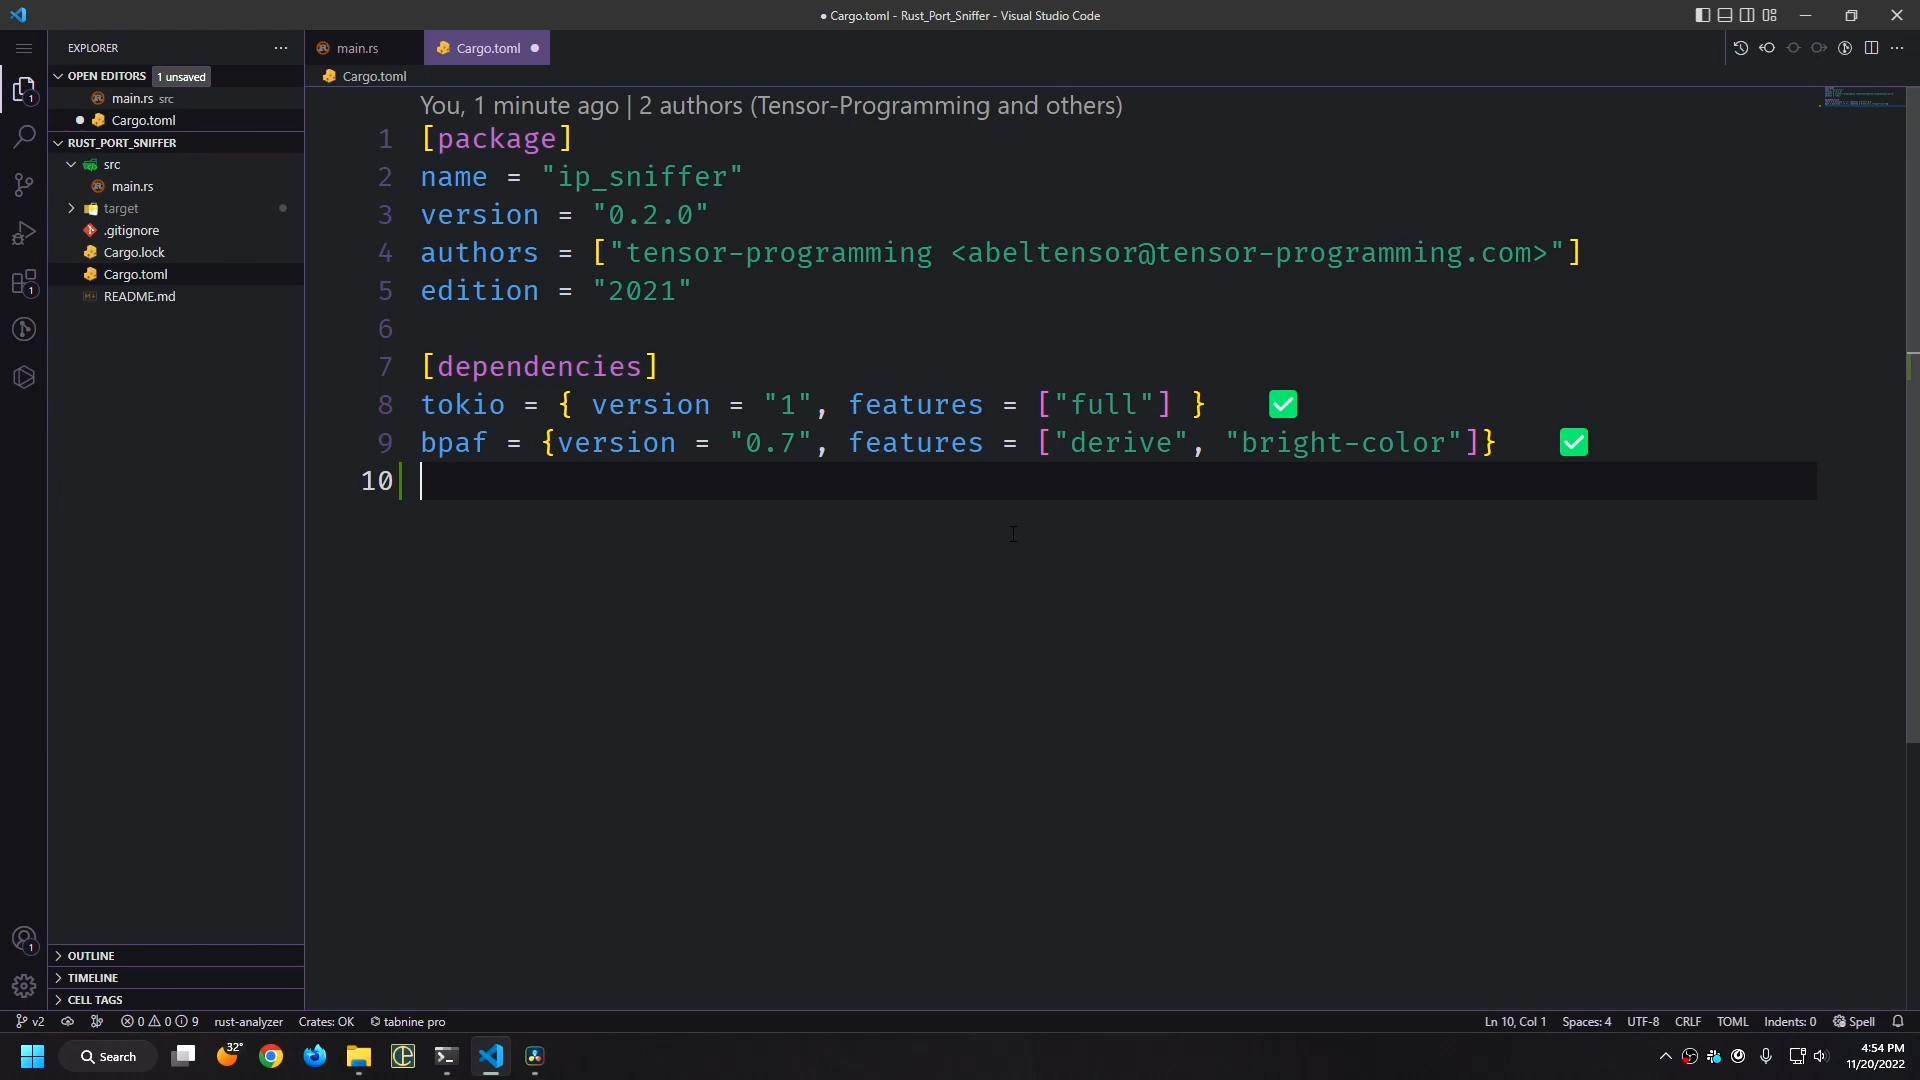 ● Cargo.toml - Rust_Port_Sniffer - Visual Studio Code
EXPLORER
main.rs
Cargo.toml
OPEN EDITORS 1 unsaved
Cargo.toml
main.rs src
Cargo.toml
RUST_PORT_SNIFFER
src
main.rs
target
.gitignore
Cargo.lock
Cargo.toml
README.md
1
1
1
You, 1 minute ago | 2 authors (Tensor-Programming and others)
1 [package]
2 name = "ip_sniffer"
3 version = "0.2.0"
4 authors = ["tensor-programming <abeltensor@tensor-programming.com>"]
5 edition = "2021"
6
7 [dependencies]
8 tokio = { version = "1", features = ["full"] } ✅
9 bpaf = {version = "0.7", features = ["derive", "bright-color"]} ✅
10
OUTLINE
TIMELINE
CELL TAGS
v2 0 0 9 rust-analyzer Crates: OK tabnine pro Ln 10, Col 1 Spaces: 4 UTF-8 CRLF TOML Indents: 0 Spell
Search 32° 4:54 PM
11/20/2022